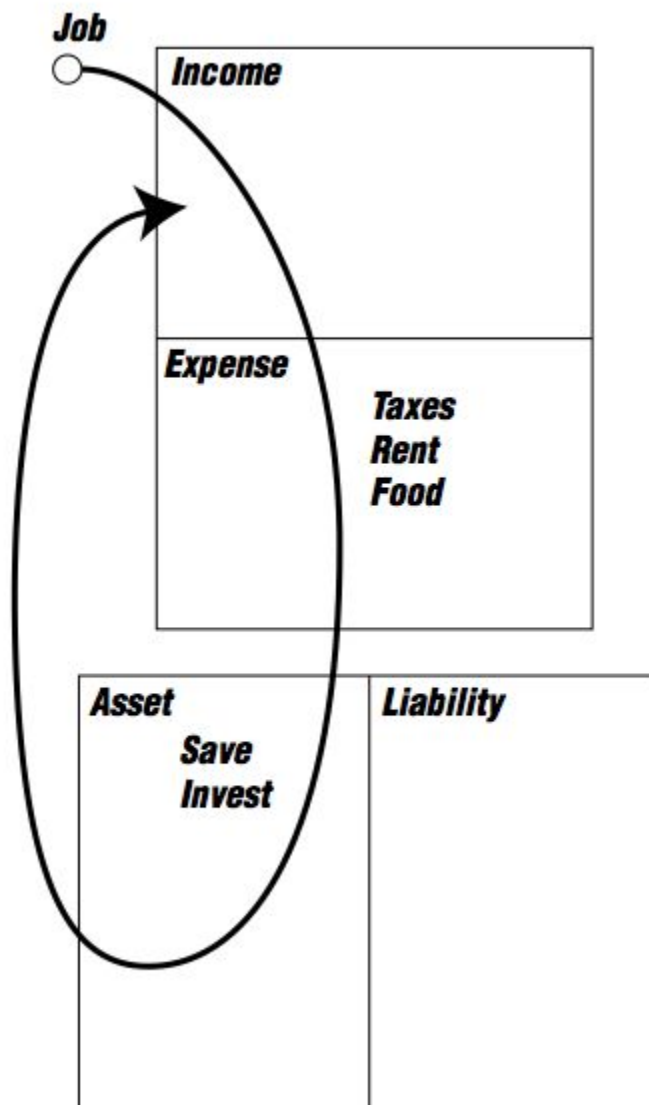 Job
Income
Expense
Taxes
Rent
Food
Asset
Liability
Save
Invest